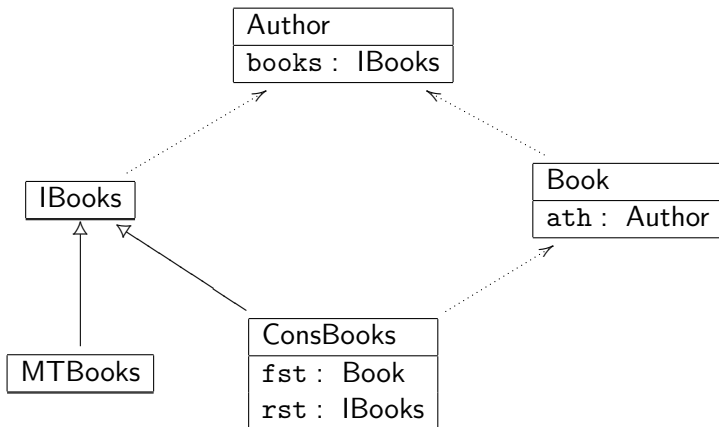 Author
books : IBooks
IBooks
Book
ath : Author
MTBooks
ConsBooks
fst : Book
rst : IBooks